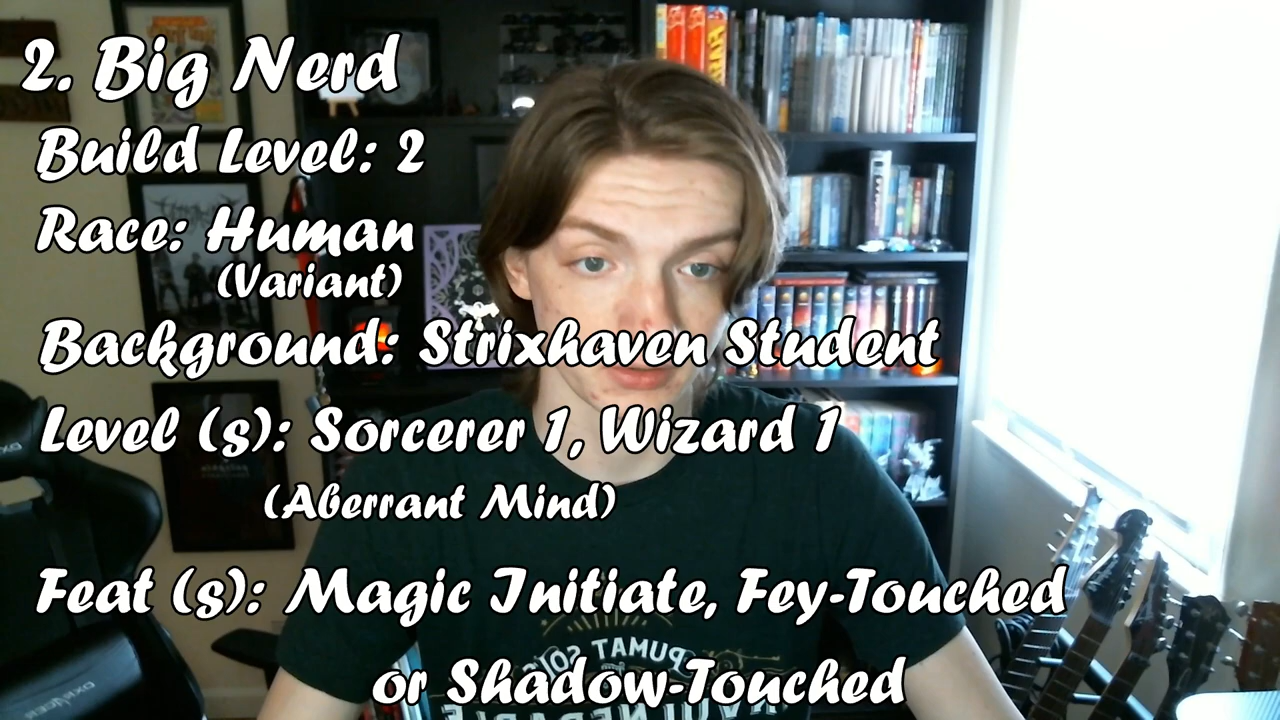 2. Big Nerd
Build Level: 2
Race: Human
(Variant)
Background: Strixhaven Student
Level (s): Sorcerer 1, Wizard 1
(Aberrant Mind)
Feat (s): Magic Initiate, Fey-Touched
or Shadow-Touched